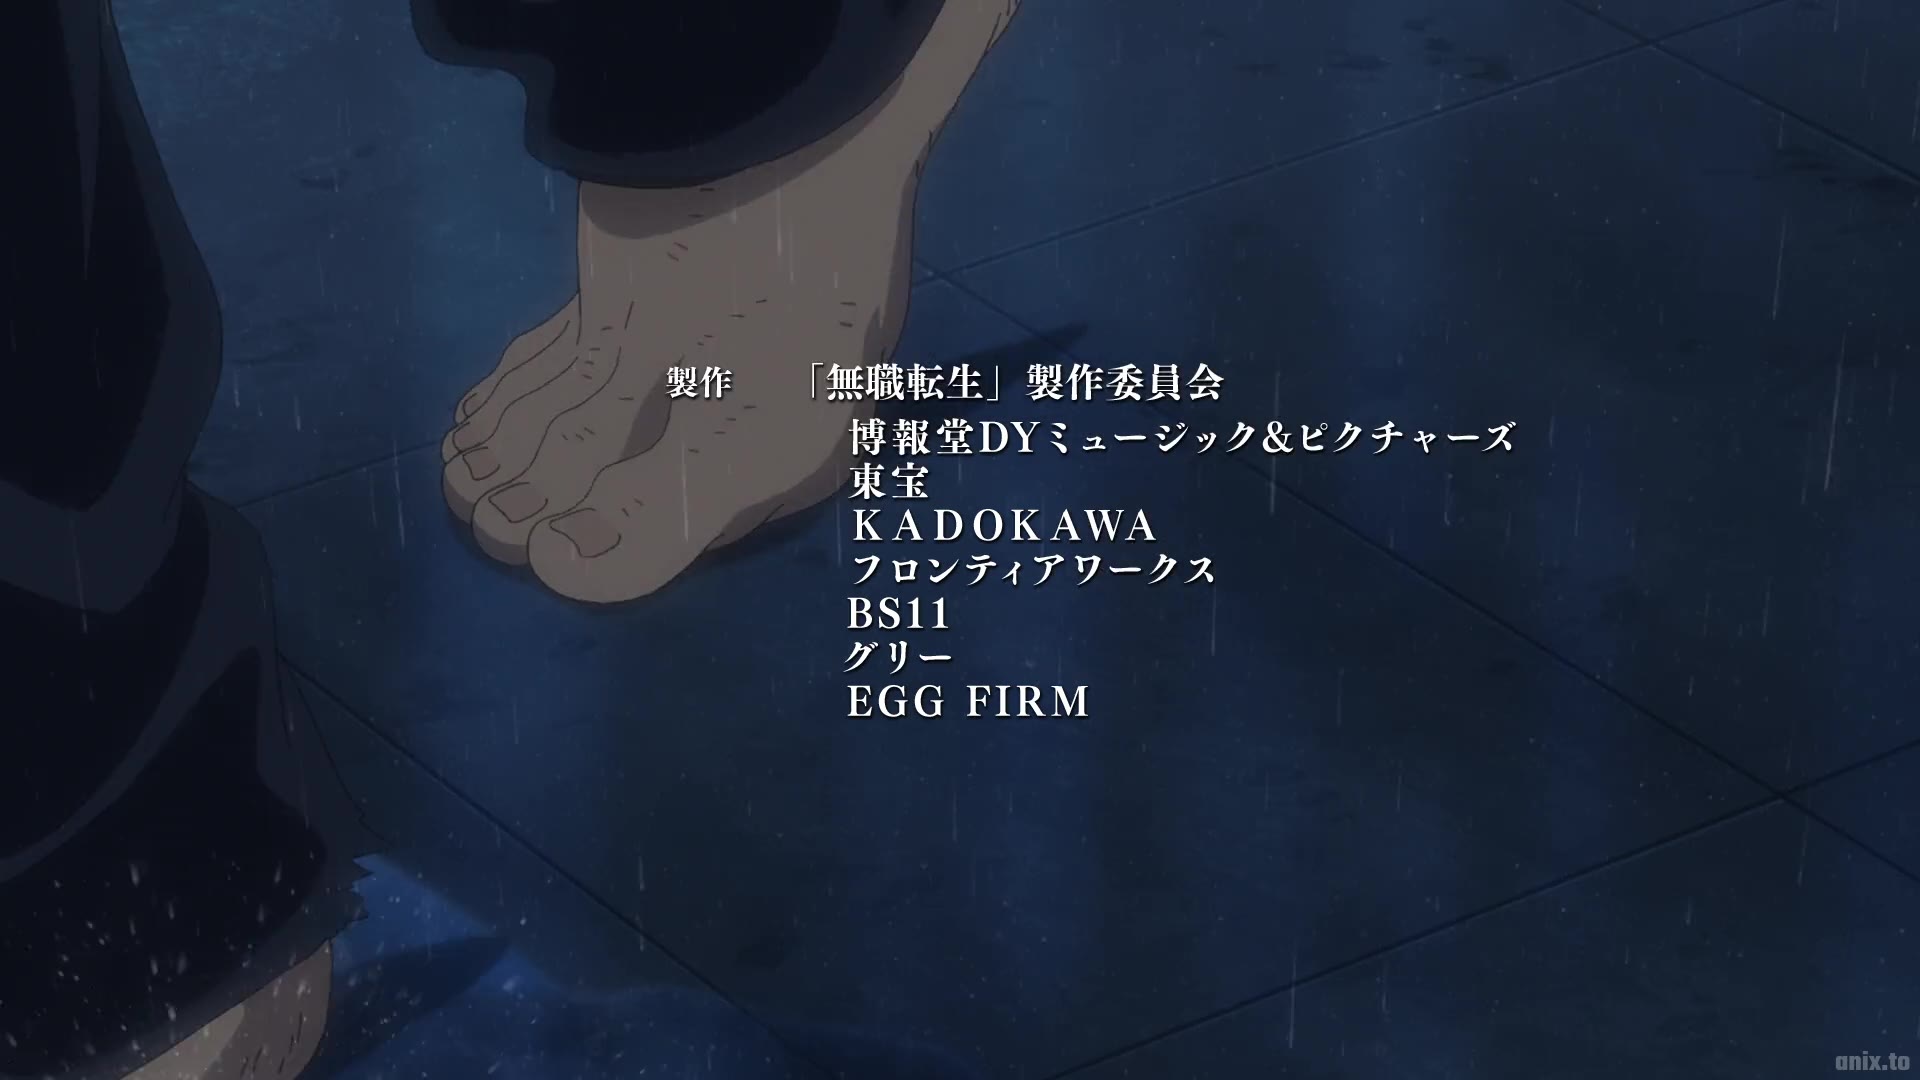 製作 「無職転生」製作委員会
博報堂DYミュージック&ピクチャーズ
東宝
KADOKAWA
フロンティアワークス
BS11
グリー
EGG FIRM
anix.to